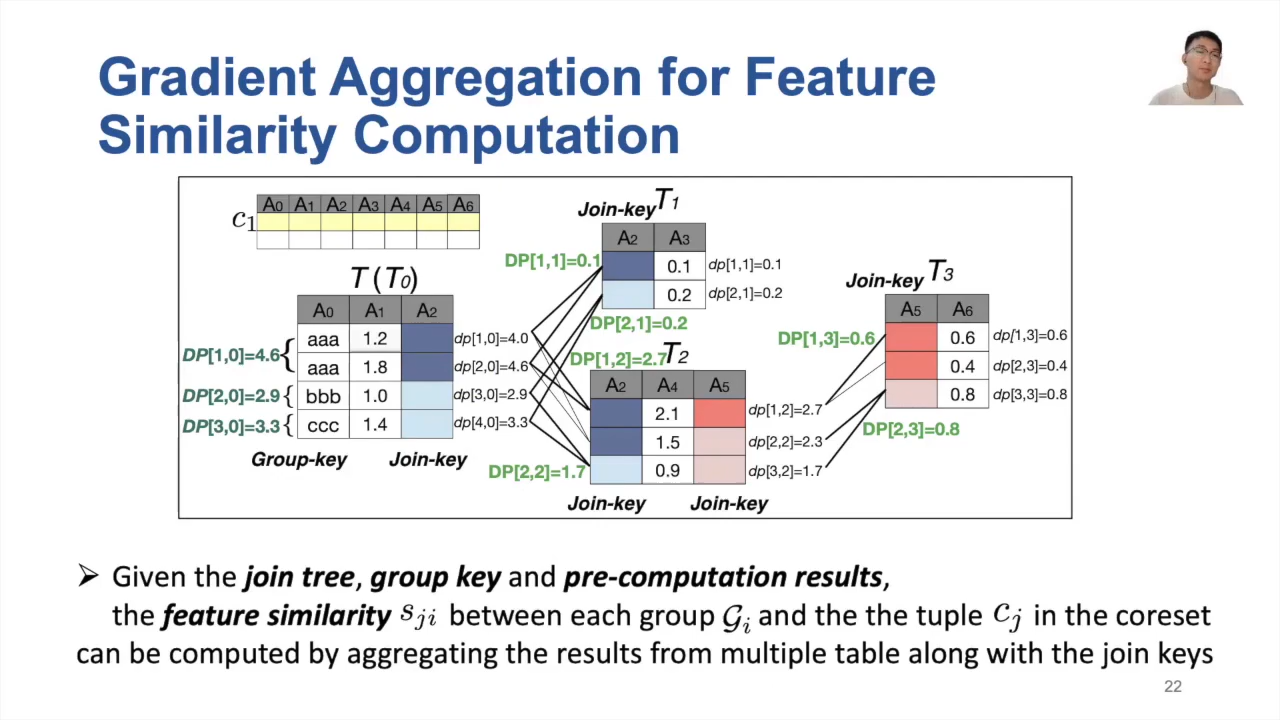 Gradient Aggregation for Feature
Similarity Computation
c1
A0 A1 A2 A3 A4 A5 A6
T (T0)
A0 A1 A2
aaa 1.2 dp[1,0]=4.0
aaa 1.8 dp[2,0]=4.6
bbb 1.0 dp[3,0]=2.9
ccc 1.4 dp[4,0]=3.3
DP[1,0]=4.6
DP[2,0]=2.9
DP[3,0]=3.3
Group-key Join-key
Join-key T1
A2 A3
DP[1,1]=0.1
0.1 dp[1,1]=0.1
0.2 dp[2,1]=0.2
DP[2,1]=0.2
DP[1,2]=2.7 T2
A2 A4 A5
2.1 dp[1,2]=2.7
1.5 dp[2,2]=2.3
0.9 dp[3,2]=1.7
DP[2,2]=1.7
Join-key Join-key
Join-key T3
A5 A6
DP[1,3]=0.6
0.6 dp[1,3]=0.6
0.4 dp[2,3]=0.4
0.8 dp[3,3]=0.8
DP[2,3]=0.8
➢ Given the join tree, group key and pre-computation results,
the feature similarity sji between each group Gi and the the tuple cj in the coreset
can be computed by aggregating the results from multiple table along with the join keys
22